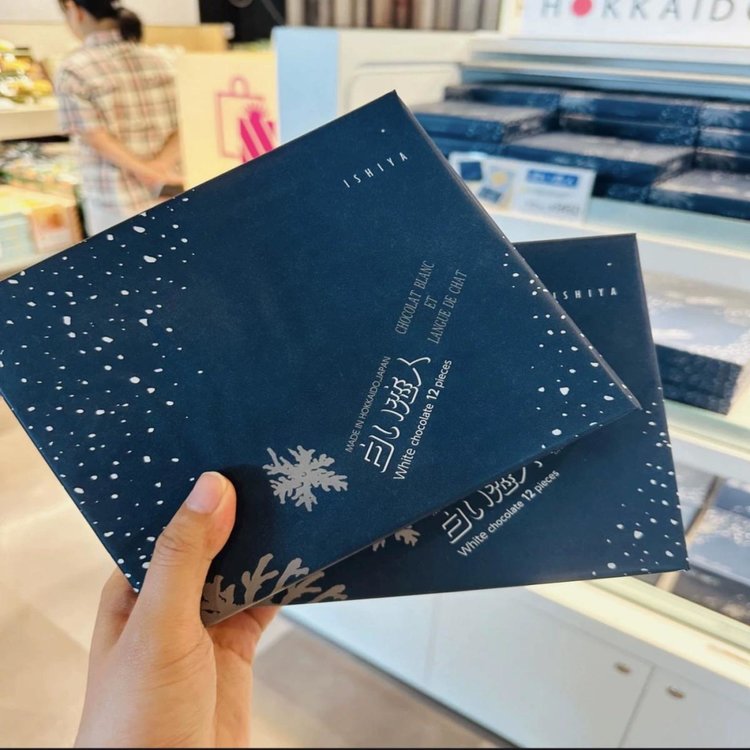 HOKKAIDO
ISHIYA
CHOCOLAT BLANC
ET
LANGUE DE CHAT
MADE IN HOKKAIDO,JAPAN
白い恋人
White chocolate 12 pieces
ISHIYA
白い恋人
White chocolate 12 pieces